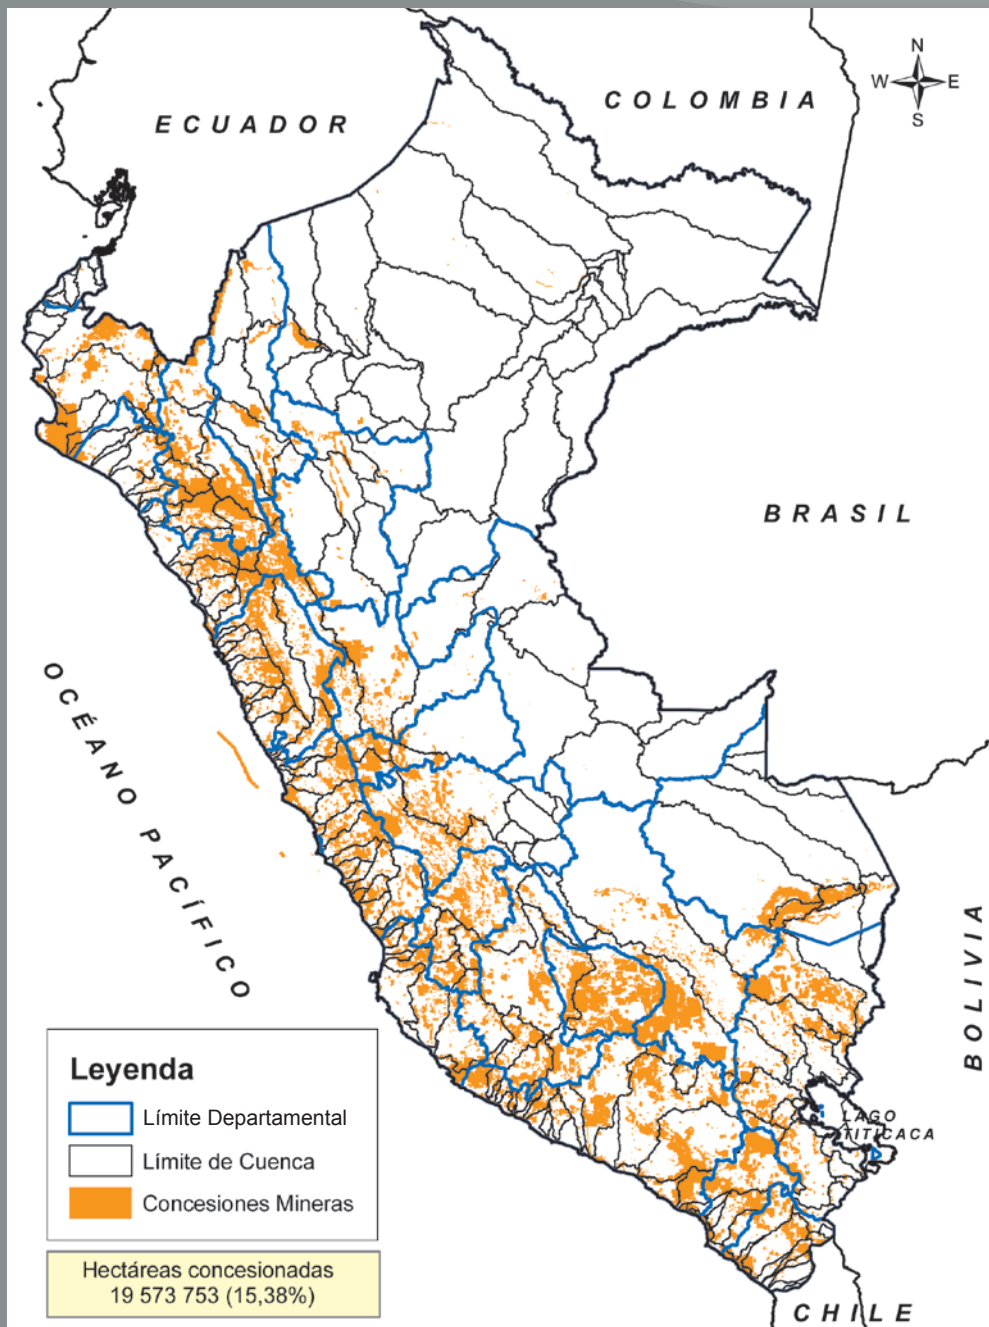 N
W E
S
COLOMBIA
ECUADOR
BRASIL
OCÉANO PACÍFICO
BOLIVIA
LAGO
TITICACA
CHILE
Leyenda
Límite Departamental
Límite de Cuenca
Concesiones Mineras
Hectáreas concesionadas
19 573 753 (15,38%)